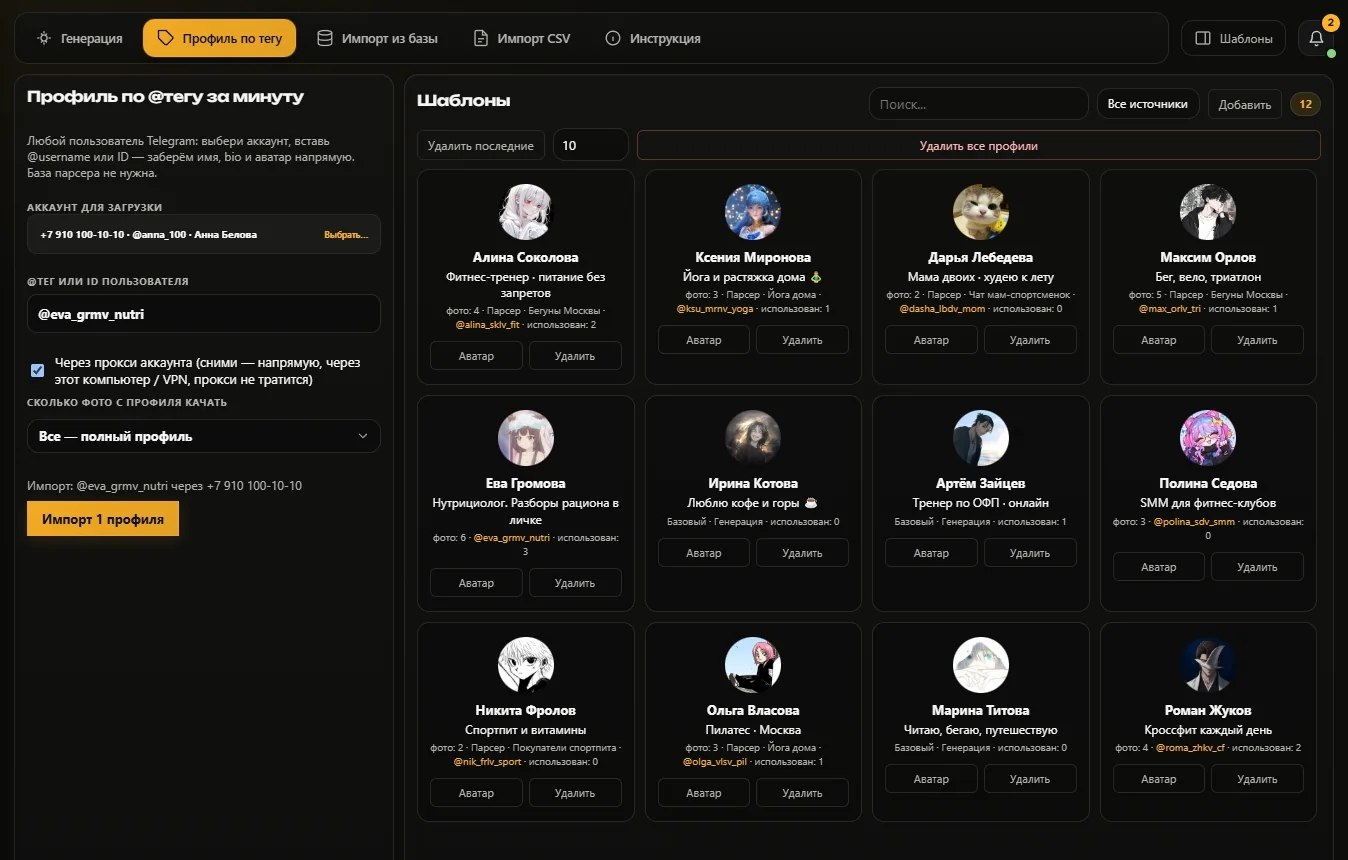 Генерация
Профиль по тегу
Импорт из базы
Импорт CSV
Инструкция
Шаблоны
2
Профиль по @тегу за минуту
Любой пользователь Telegram: выбери аккаунт, вставь
@username или ID — заберём имя, bio и аватар напрямую.
База парсера не нужна.
АККАУНТ ДЛЯ ЗАГРУЗКИ
+7 910 100-10-10 · @anna_100 · Анна Белова
Выбрать...
@ТЕГ ИЛИ ID ПОЛЬЗОВАТЕЛЯ
@eva_grmv_nutri
Через прокси аккаунта (сними — напрямую, через
этот компьютер / VPN, прокси не тратится)
СКОЛЬКО ФОТО С ПРОФИЛЯ КАЧАТЬ
Все — полный профиль
Импорт: @eva_grmv_nutri через +7 910 100-10-10
Импорт 1 профиля
Шаблоны
Поиск...
Все источники
Добавить
12
Удалить последние
10
Удалить все профили
Алина Соколова
Фитнес-тренер · питание без
запретов
фото: 4 · Парсер · Бегуны Москвы ·
@alina_sklv_fit · использован: 2
Аватар
Удалить
Ксения Миронова
Йога и растяжка дома
фото: 3 · Парсер · Йога дома ·
@ksu_mrnv_yoga · использован: 1
Аватар
Удалить
Дарья Лебедева
Мама двоих · худею к лету
фото: 2 · Парсер · Чат мам-спортсменок ·
@dasha_lbdv_mom · использован: 0
Аватар
Удалить
Максим Орлов
Бег, вело, триатлон
фото: 5 · Парсер · Бегуны Москвы ·
@max_orlv_tri · использован: 1
Аватар
Удалить
Ева Громова
Нутрициолог. Разборы рациона в
личке
фото: 6 · @eva_grmv_nutri · использован:
3
Аватар
Удалить
Ирина Котова
Люблю кофе и горы ☕
Базовый · Генерация · использован: 0
Аватар
Удалить
Артём Зайцев
Тренер по ОФП · онлайн
Базовый · Генерация · использован: 1
Аватар
Удалить
Полина Седова
SMM для фитнес-клубов
фото: 3 · @polina_sdv_smm · использован:
0
Аватар
Удалить
Никита Фролов
Спортпит и витамины
фото: 2 · Парсер · Покупатели спортпита ·
@nik_frlv_sport · использован: 0
Аватар
Удалить
Ольга Власова
Пилатес · Москва
фото: 3 · Парсер · Йога дома ·
@olga_vlsv_pil · использован: 1
Аватар
Удалить
Марина Титова
Читаю, бегаю, путешествую
Базовый · Генерация · использован: 0
Аватар
Удалить
Роман Жуков
Кроссфит каждый день
фото: 4 · @roma_zhkv_cf · использован: 2
Аватар
Удалить